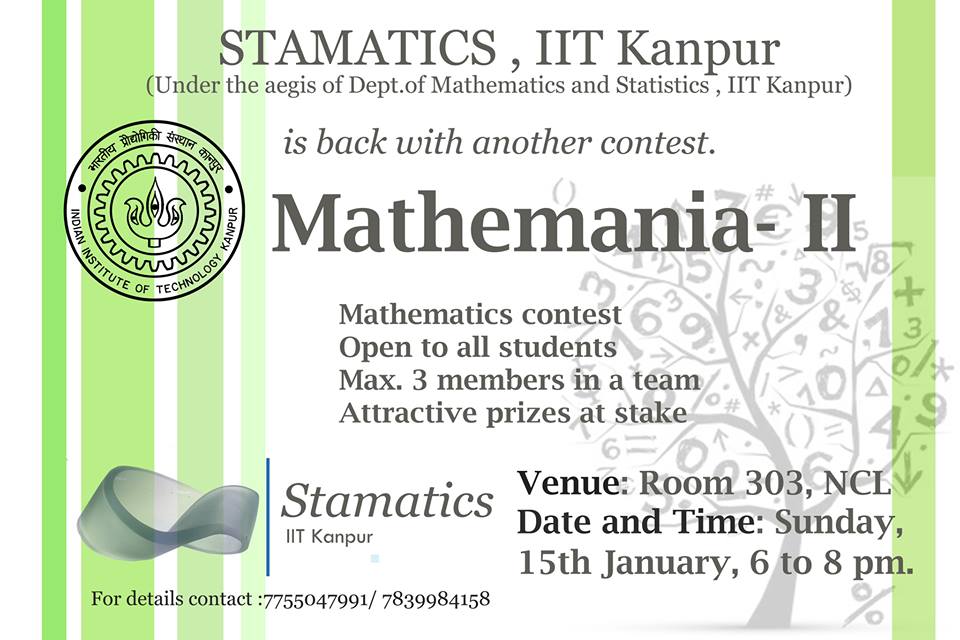 STAMATICS , IIT Kanpur
(Under the aegis of Dept.of Mathematics and Statistics , IIT Kanpur)
is back with another contest.
भारतीय प्रौद्योगिकी संस्थान कानपुर
INDIAN INSTITUTE OF TECHNOLOGY KANPUR
Mathemania- II
Mathematics contest
Open to all students
Max. 3 members in a team
Attractive prizes at stake
Stamatics
IIT Kanpur
Venue: Room 303, NCL
Date and Time: Sunday,
15th January, 6 to 8 pm.
For details contact :7755047991/ 7839984158